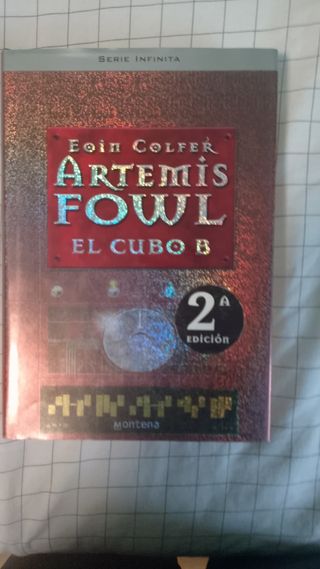 SERIE INFINITA
EOIN COLFER
ARTEMIS
FOWL
EL CUBO B
2ª
EDICIÓN
Montena